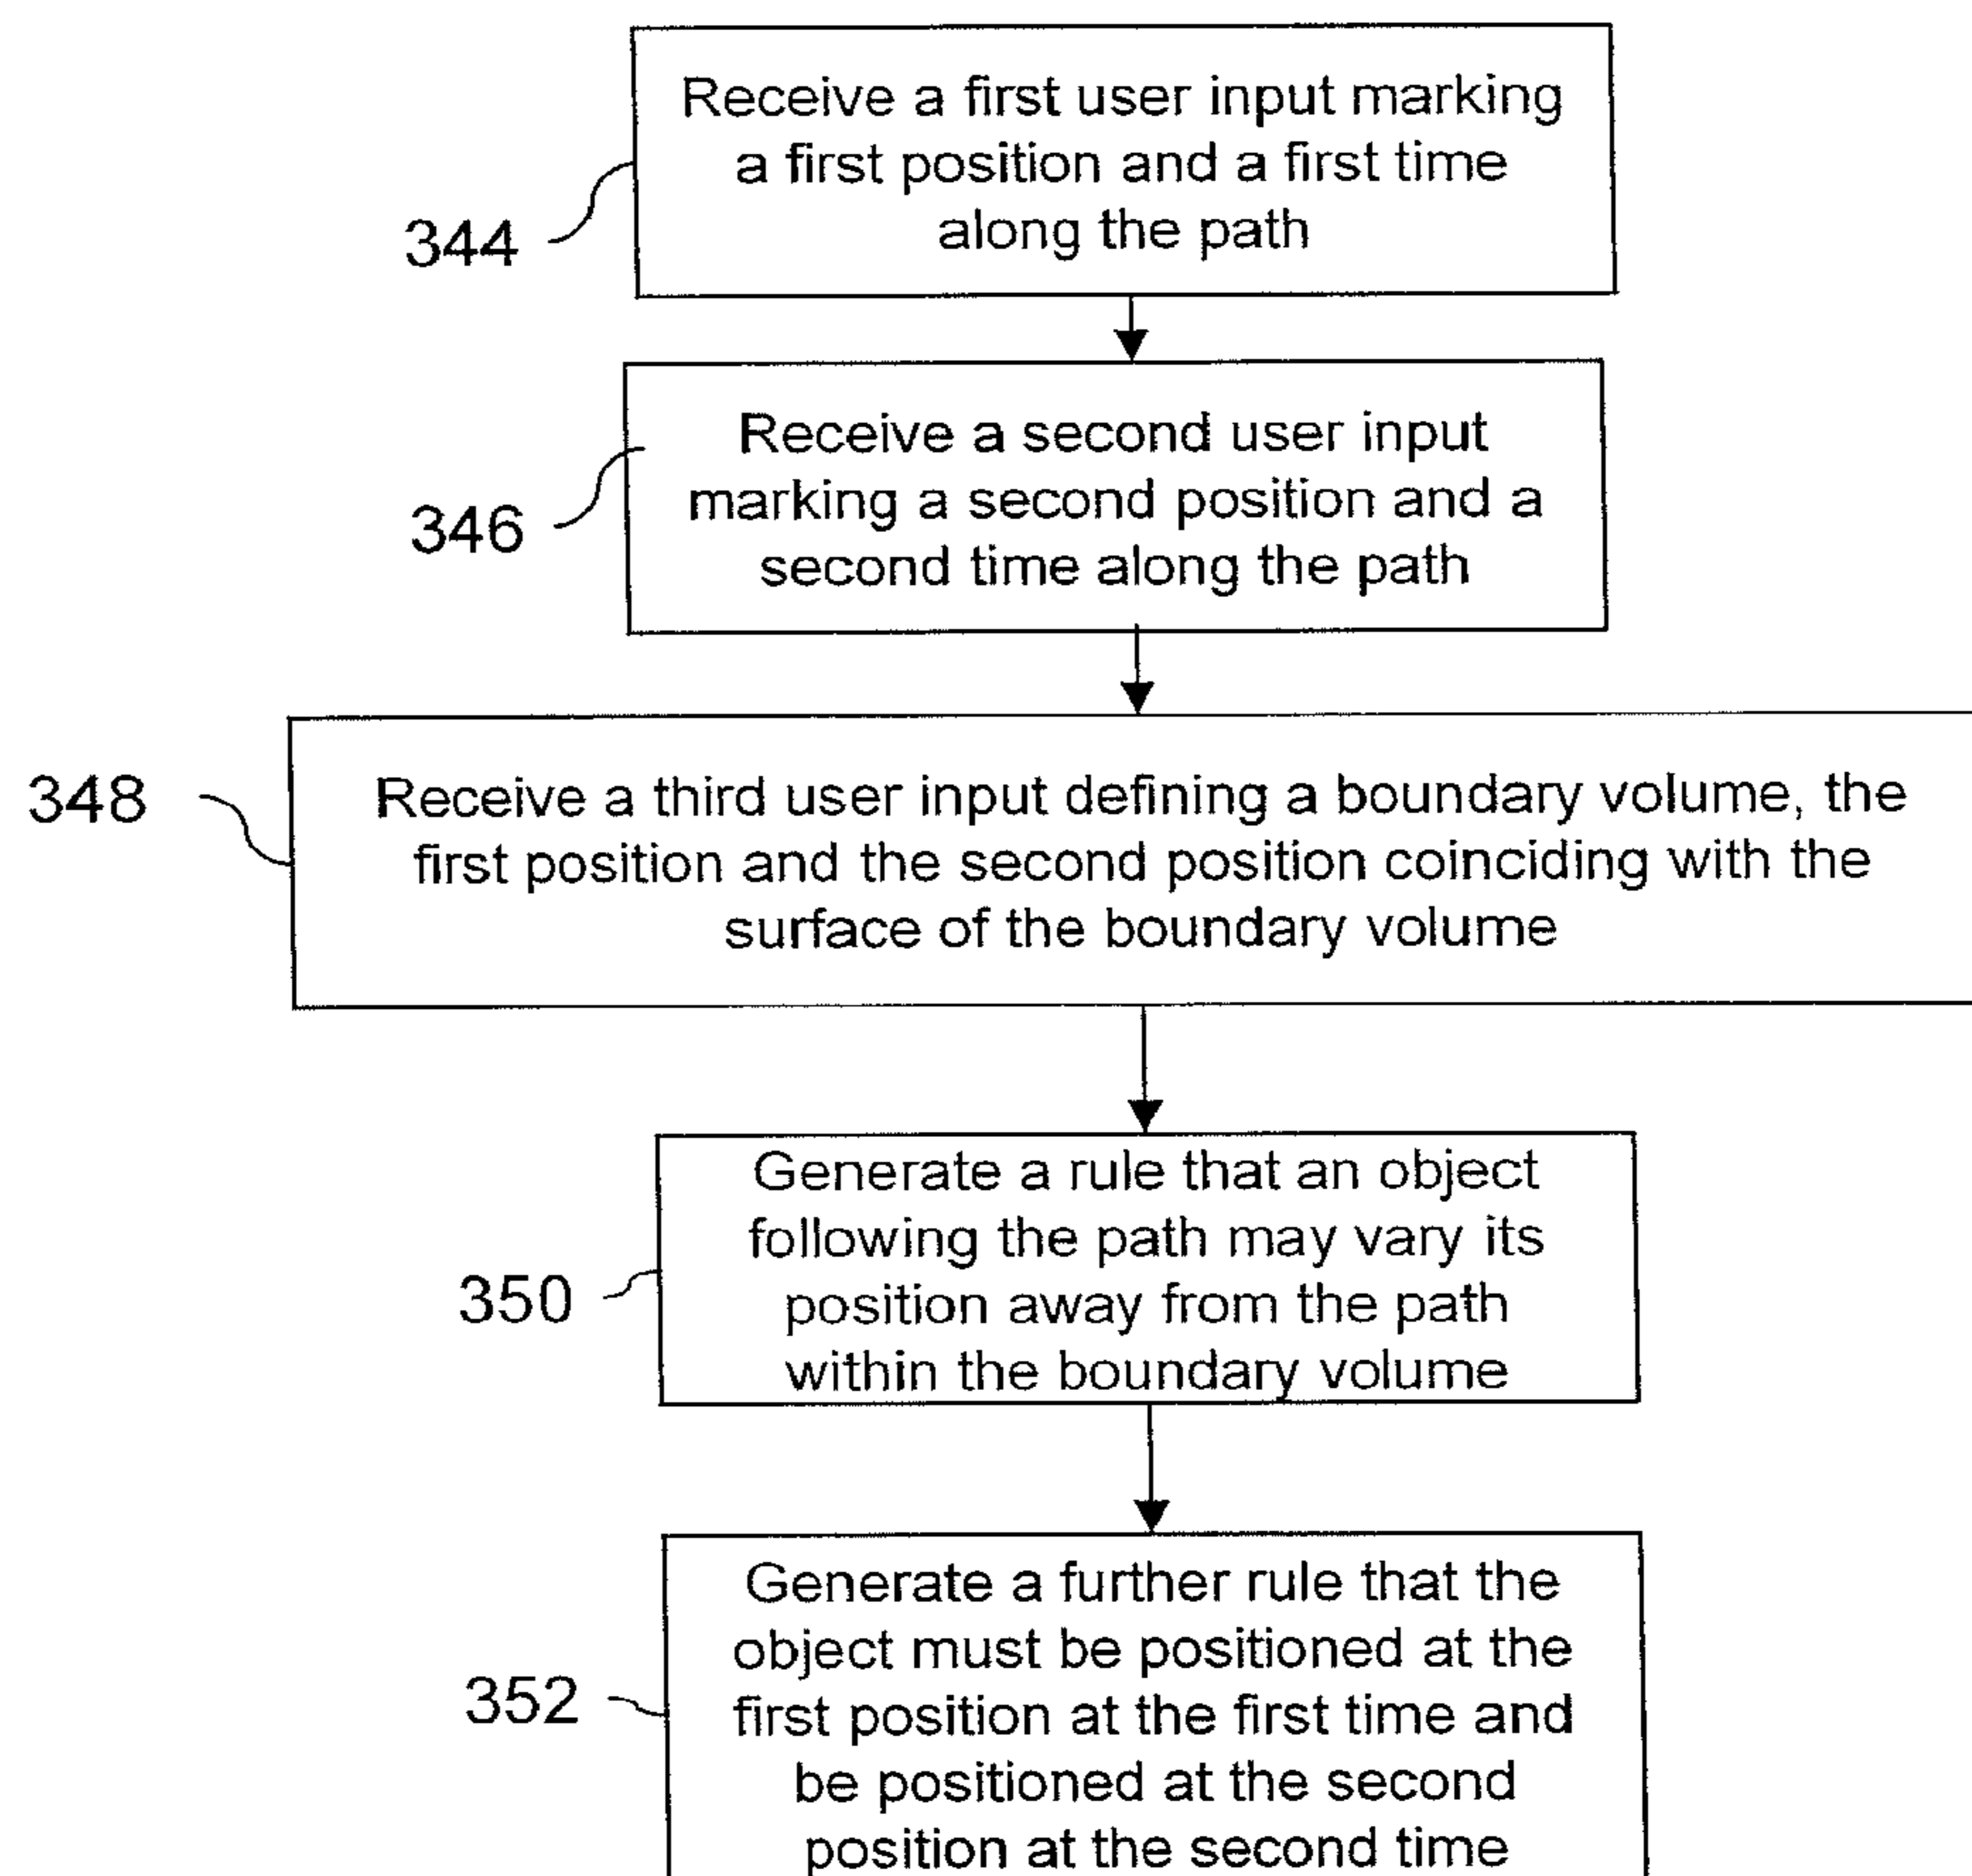 Receive a first user input marking
a first position and a first time
along the path
344
Receive a second user input
marking a second position and a
second time along the path
346
Receive a third user input defining a boundary volume, the
first position and the second position coinciding with the
surface of the boundary volume
348
Generate a rule that an object
following the path may vary its
position away from the path
within the boundary volume
350
Generate a further rule that the
object must be positioned at the
first position at the first time and
be positioned at the second
position at the second time
352